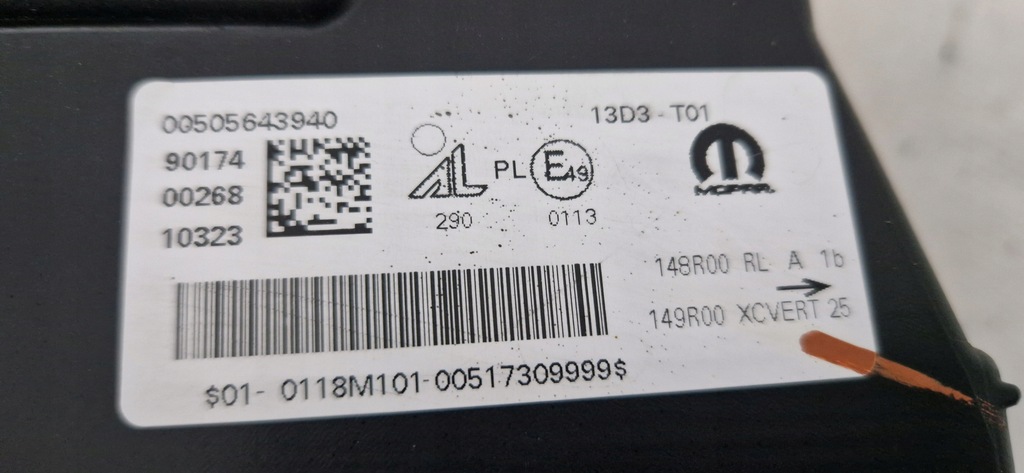 00505643940
90174
00268
10323
AL PL E49
290 0113
13D3 - T01
MOPAR
148R00 RL A 1b
149R00 XCVERT 25
$01- 0118M101-00517309999$